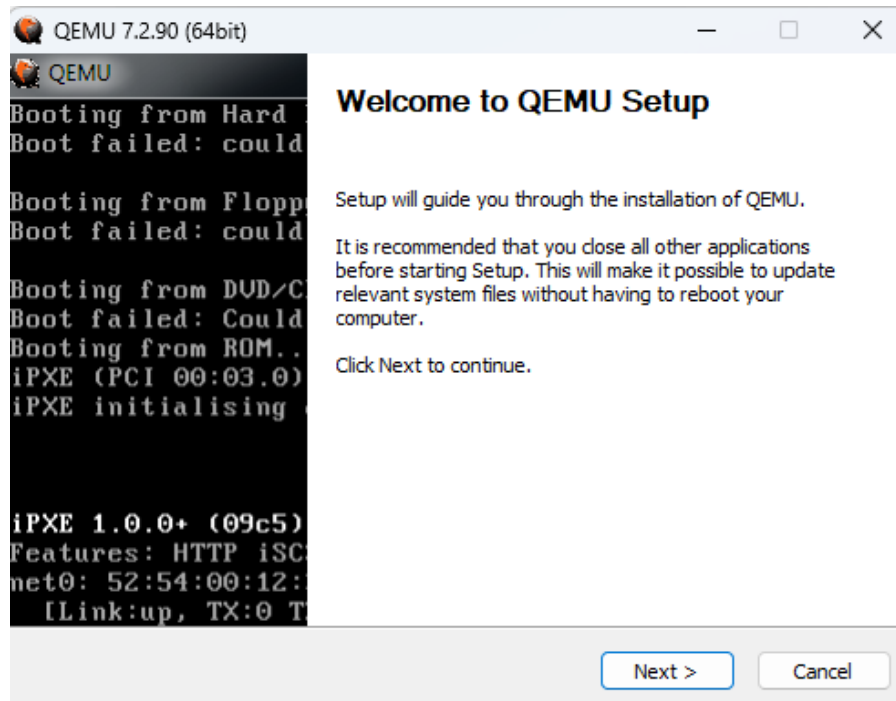 QEMU 7.2.90 (64bit)
QEMU
Booting from Hard
Boot failed: could
Booting from Flopp
Boot failed: could
Booting from DVD/C
Boot failed: Could
Booting from ROM..
iPXE (PCI 00:03.0)
iPXE initialising
iPXE 1.0.0+ (09c5)
Features: HTTP iSC
net0: 52:54:00:12:
[Link:up, TX:0 T
Welcome to QEMU Setup
Setup will guide you through the installation of QEMU.
It is recommended that you close all other applications
before starting Setup. This will make it possible to update
relevant system files without having to reboot your
computer.
Click Next to continue.
Next >
Cancel